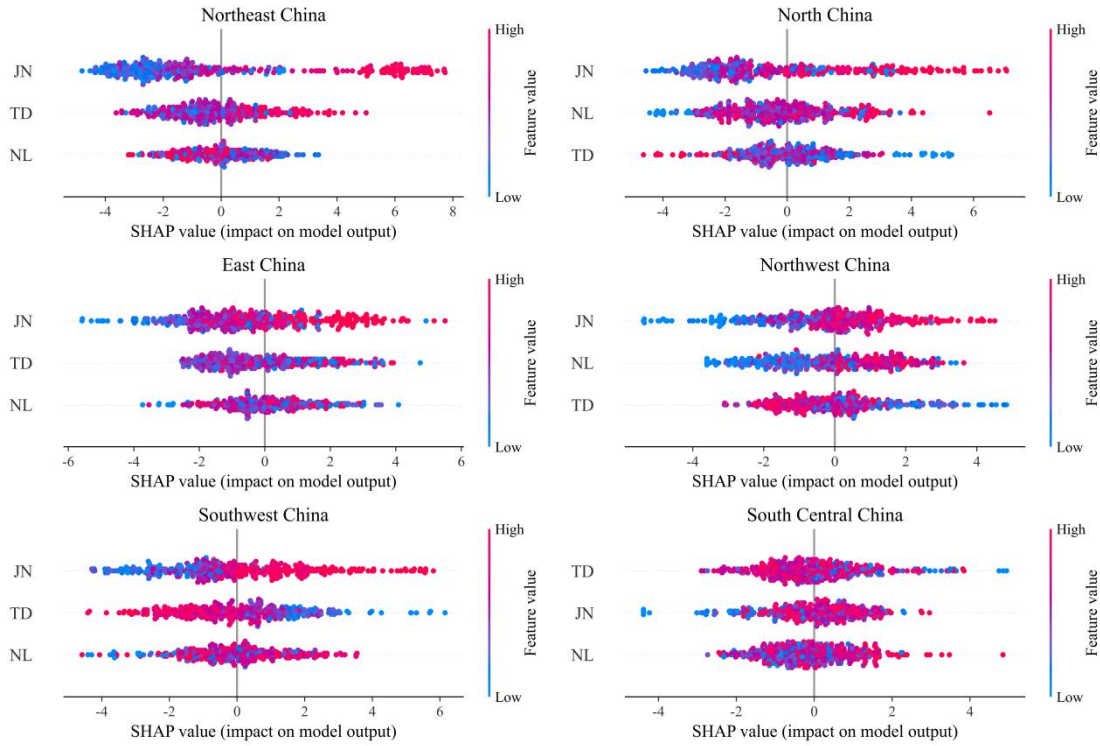 Northeast China
High
JN
TD
NL
Feature value
Low
-4 -2 0 2 4 6 8
SHAP value (impact on model output)
North China
High
JN
NL
TD
Feature value
Low
-4 -2 0 2 4 6
SHAP value (impact on model output)
East China
High
JN
TD
NL
Feature value
Low
-6 -4 -2 0 2 4 6
SHAP value (impact on model output)
Northwest China
High
JN
NL
TD
Feature value
Low
-4 -2 0 2 4
SHAP value (impact on model output)
Southwest China
High
JN
TD
NL
Feature value
Low
-4 -2 0 2 4 6
SHAP value (impact on model output)
South Central China
High
TD
JN
NL
Feature value
Low
-4 -2 0 2 4
SHAP value (impact on model output)